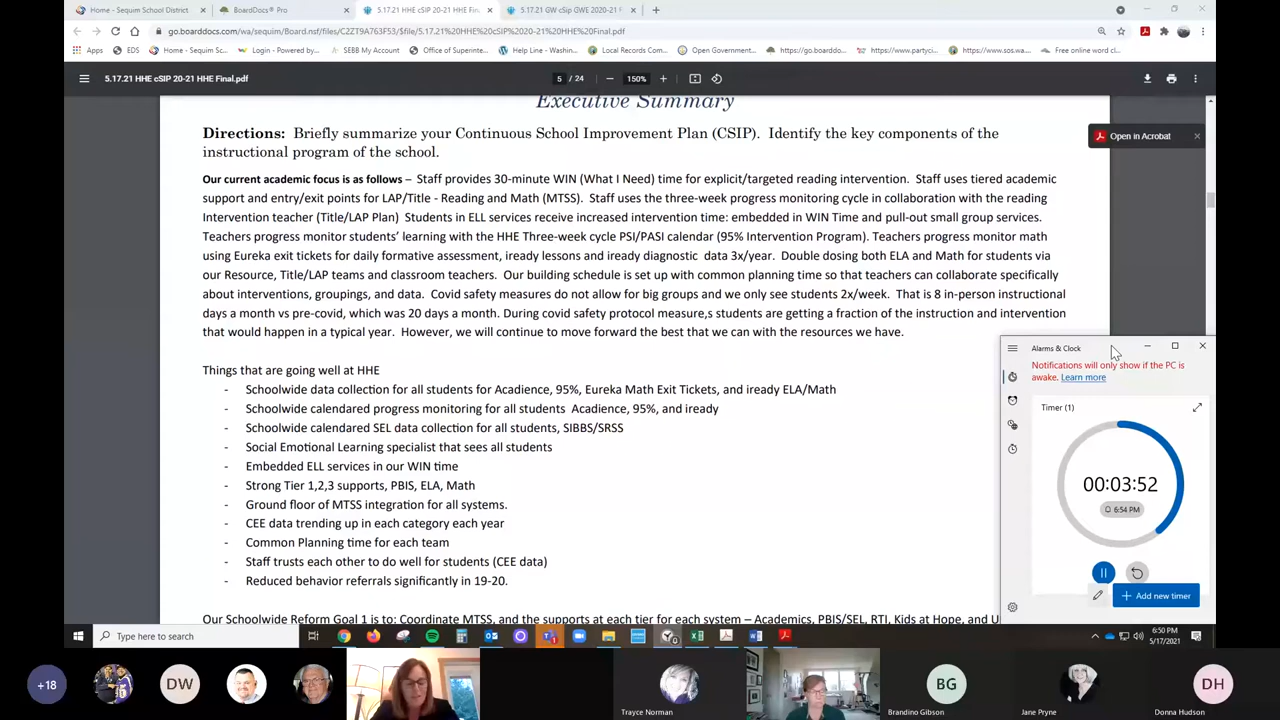 Home - Sequim School District
BoardDocs® Pro
5.17.21 HHE cSIP 20-21 HHE Fin
5.17.21 GW cSip GWE 2020-21 F
go.boarddocs.com/wa/sequim/Board.nsf/files/C2ZT9A763F53/$file/5.17.21%20HHE%20cSIP%2020-21%20HHE%20Final.pdf
Apps
EDS
Home - Sequim Sc...
Login - Powered by...
SEBB My Account
Office of Superinte...
Help Line - Washin...
Local Records Com...
Open Government...
https://go.boarddo...
https://www.partyci...
https://www.sos.wa...
Free online word cl...
5.17.21 HHE cSIP 20-21 HHE Final.pdf
5 / 24
150%
Open in Acrobat
Executive Summary
Directions: Briefly summarize your Continuous School Improvement Plan (CSIP). Identify the key components of the
instructional program of the school.
Our current academic focus is as follows – Staff provides 30-minute WIN (What I Need) time for explicit/targeted reading intervention. Staff uses tiered academic
support and entry/exit points for LAP/Title - Reading and Math (MTSS). Staff uses the three-week progress monitoring cycle in collaboration with the reading
Intervention teacher (Title/LAP Plan) Students in ELL services receive increased intervention time: embedded in WIN Time and pull-out small group services.
Teachers progress monitor students' learning with the HHE Three-week cycle PSI/PASI calendar (95% Intervention Program). Teachers progress monitor math
using Eureka exit tickets for daily formative assessment, iready lessons and iready diagnostic data 3x/year. Double dosing both ELA and Math for students via
our Resource, Title/LAP teams and classroom teachers. Our building schedule is set up with common planning time so that teachers can collaborate specifically
about interventions, groupings, and data. Covid safety measures do not allow for big groups and we only see students 2x/week. That is 8 in-person instructional
days a month vs pre-covid, which was 20 days a month. During covid safety protocol measure,s students are getting a fraction of the instruction and intervention
that would happen in a typical year. However, we will continue to move forward the best that we can with the resources we have.
Things that are going well at HHE
- Schoolwide data collection for all students for Acadience, 95%, Eureka Math Exit Tickets, and iready ELA/Math
- Schoolwide calendared progress monitoring for all students Acadience, 95%, and iready
- Schoolwide calendared SEL data collection for all students, SIBBS/SRSS
- Social Emotional Learning specialist that sees all students
- Embedded ELL services in our WIN time
- Strong Tier 1,2,3 supports, PBIS, ELA, Math
- Ground floor of MTSS integration for all systems.
- CEE data trending up in each category each year
- Common Planning time for each team
- Staff trusts each other to do well for students (CEE data)
- Reduced behavior referrals significantly in 19-20.
Our Schoolwide Reform Goal 1 is to: Coordinate MTSS, and the supports at each tier for each system – Academics, PBIS/SEL, RTI, Kids at Hope, and U
Alarms & Clock
Notifications will only show if the PC is
awake. Learn more
Timer (1)
00:03:52
6:54 PM
Add new timer
Type here to search
6:50 PM
5/17/2021
+18
DW
Trayce Norman
BG
Brandino Gibson
Jane Pryne
DH
Donna Hudson